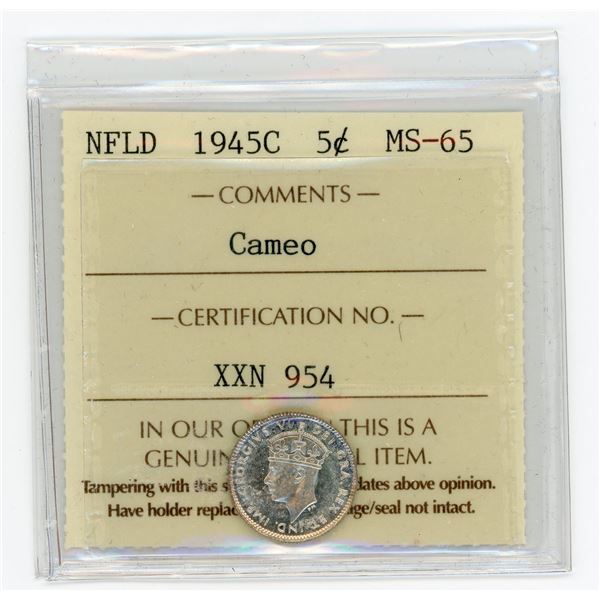 NFLD 1945C 5¢ MS-65
— COMMENTS —
Cameo
— CERTIFICATION NO. —
XXN 954
IN OUR O THIS IS A
GENUIN L ITEM.
Tampering with this s dates above opinion.
Have holder replac ge/seal not intact.